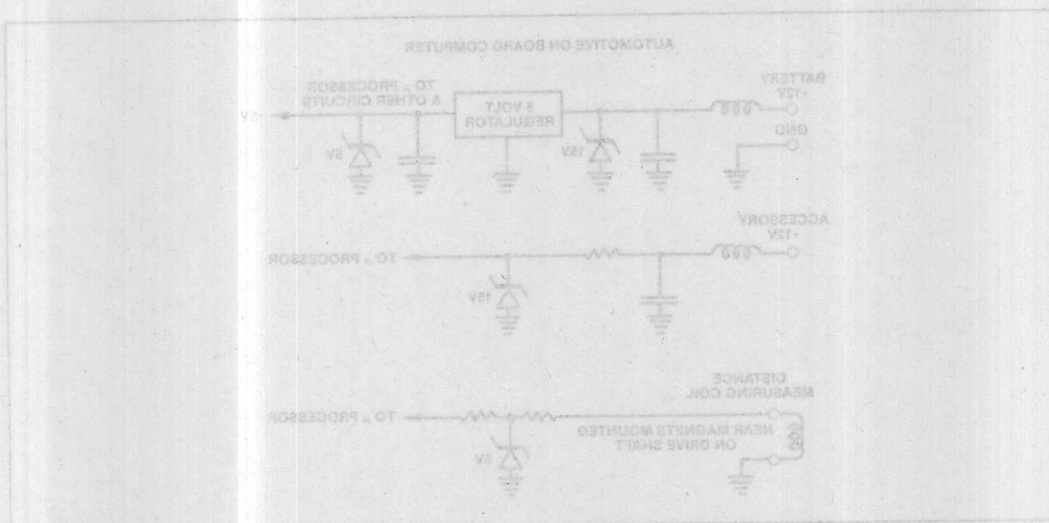 AUTOMOTIVE ON BOARD COMPUTER
BATTERY
+12V
GND
15V
5 VOLT
REGULATOR
TO μ PROCESSOR
& OTHER CIRCUITS
5V
+5V
ACCESSORY
+12V
15V
TO μ PROCESSOR
DISTANCE
MEASURING COIL
NEAR MAGNETS MOUNTED
ON DRIVE SHAFT
5V
TO μ PROCESSOR